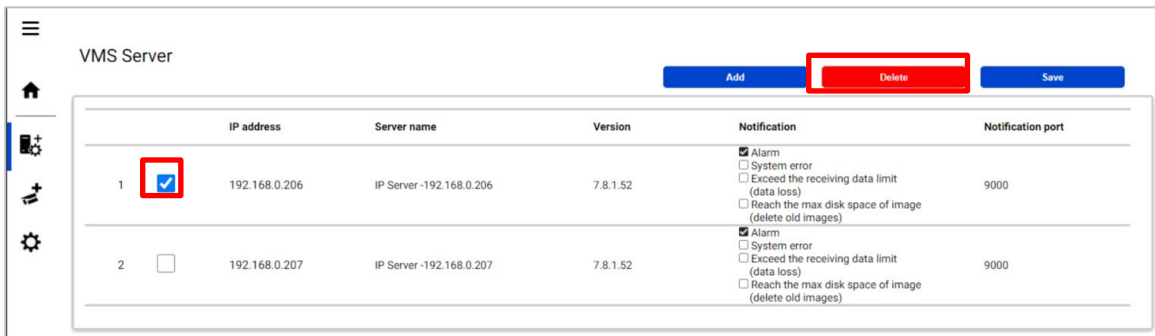 VMS Server
Add Delete Save
IP address Server name Version Notification Notification port
1 192.168.0.206 IP Server -192.168.0.206 7.8.1.52 9000
Alarm
System error
Exceed the receiving data limit
(data loss)
Reach the max disk space of image
(delete old images)
2 192.168.0.207 IP Server -192.168.0.207 7.8.1.52 9000
Alarm
System error
Exceed the receiving data limit
(data loss)
Reach the max disk space of image
(delete old images)